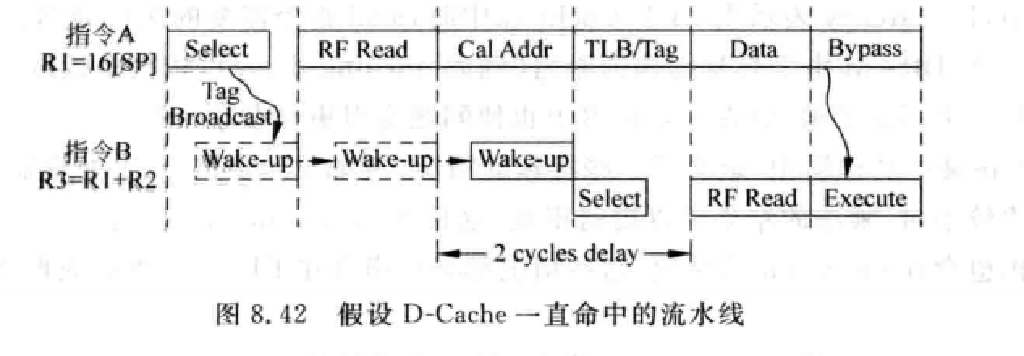 指令A
R1=16[SP]
Select
RF Read
Cal Addr
TLB/Tag
Data
Bypass
Tag
Broadcast
指令B
R3=R1+R2
Wake-up
Wake-up
Wake-up
Select
RF Read
Execute
2 cycles delay
图 8.42 假设 D-Cache 一直命中的流水线